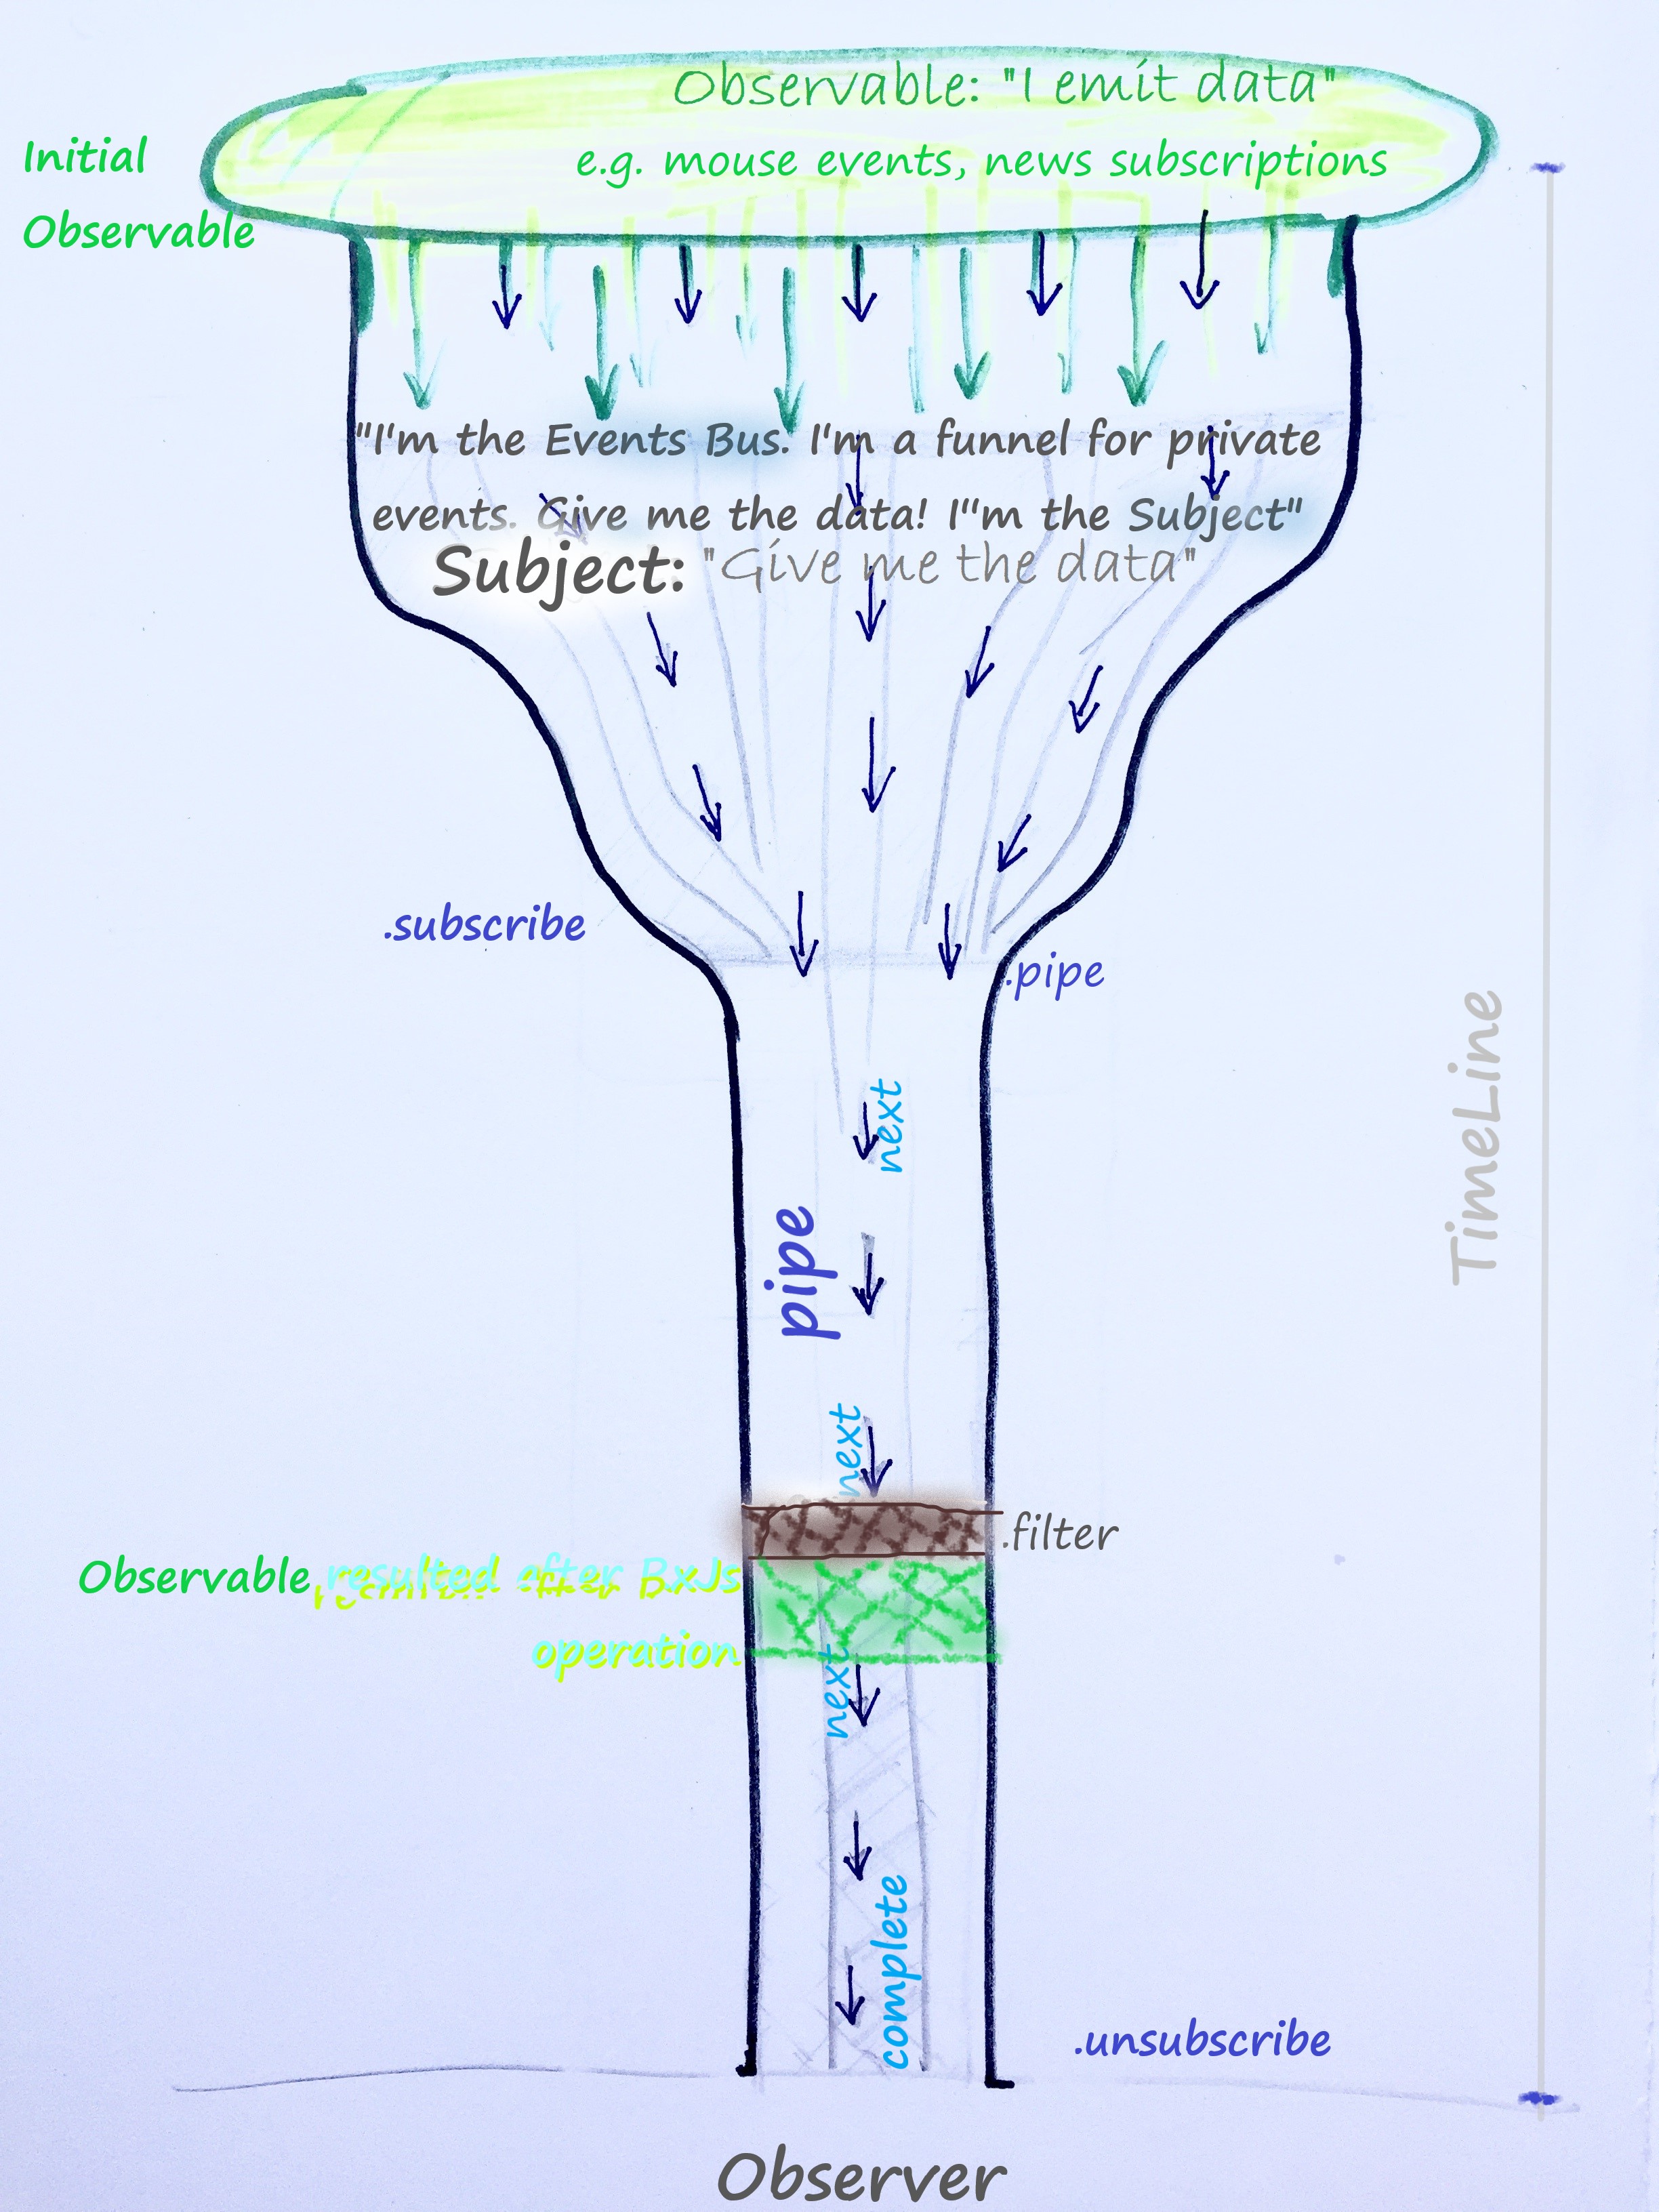 Observable: "I emit data"
e.g. mouse events, news subscriptions
Initial
Observable
"I'm the Events Bus. I'm a funnel for private
events. Give me the data! I"m the Subject"
Subject: "Give me the data"
.subscribe
.pipe
next
pipe
TimeLine
next
.filter
Observable resulted after RxJs
operation
next
complete
.unsubscribe
Observer